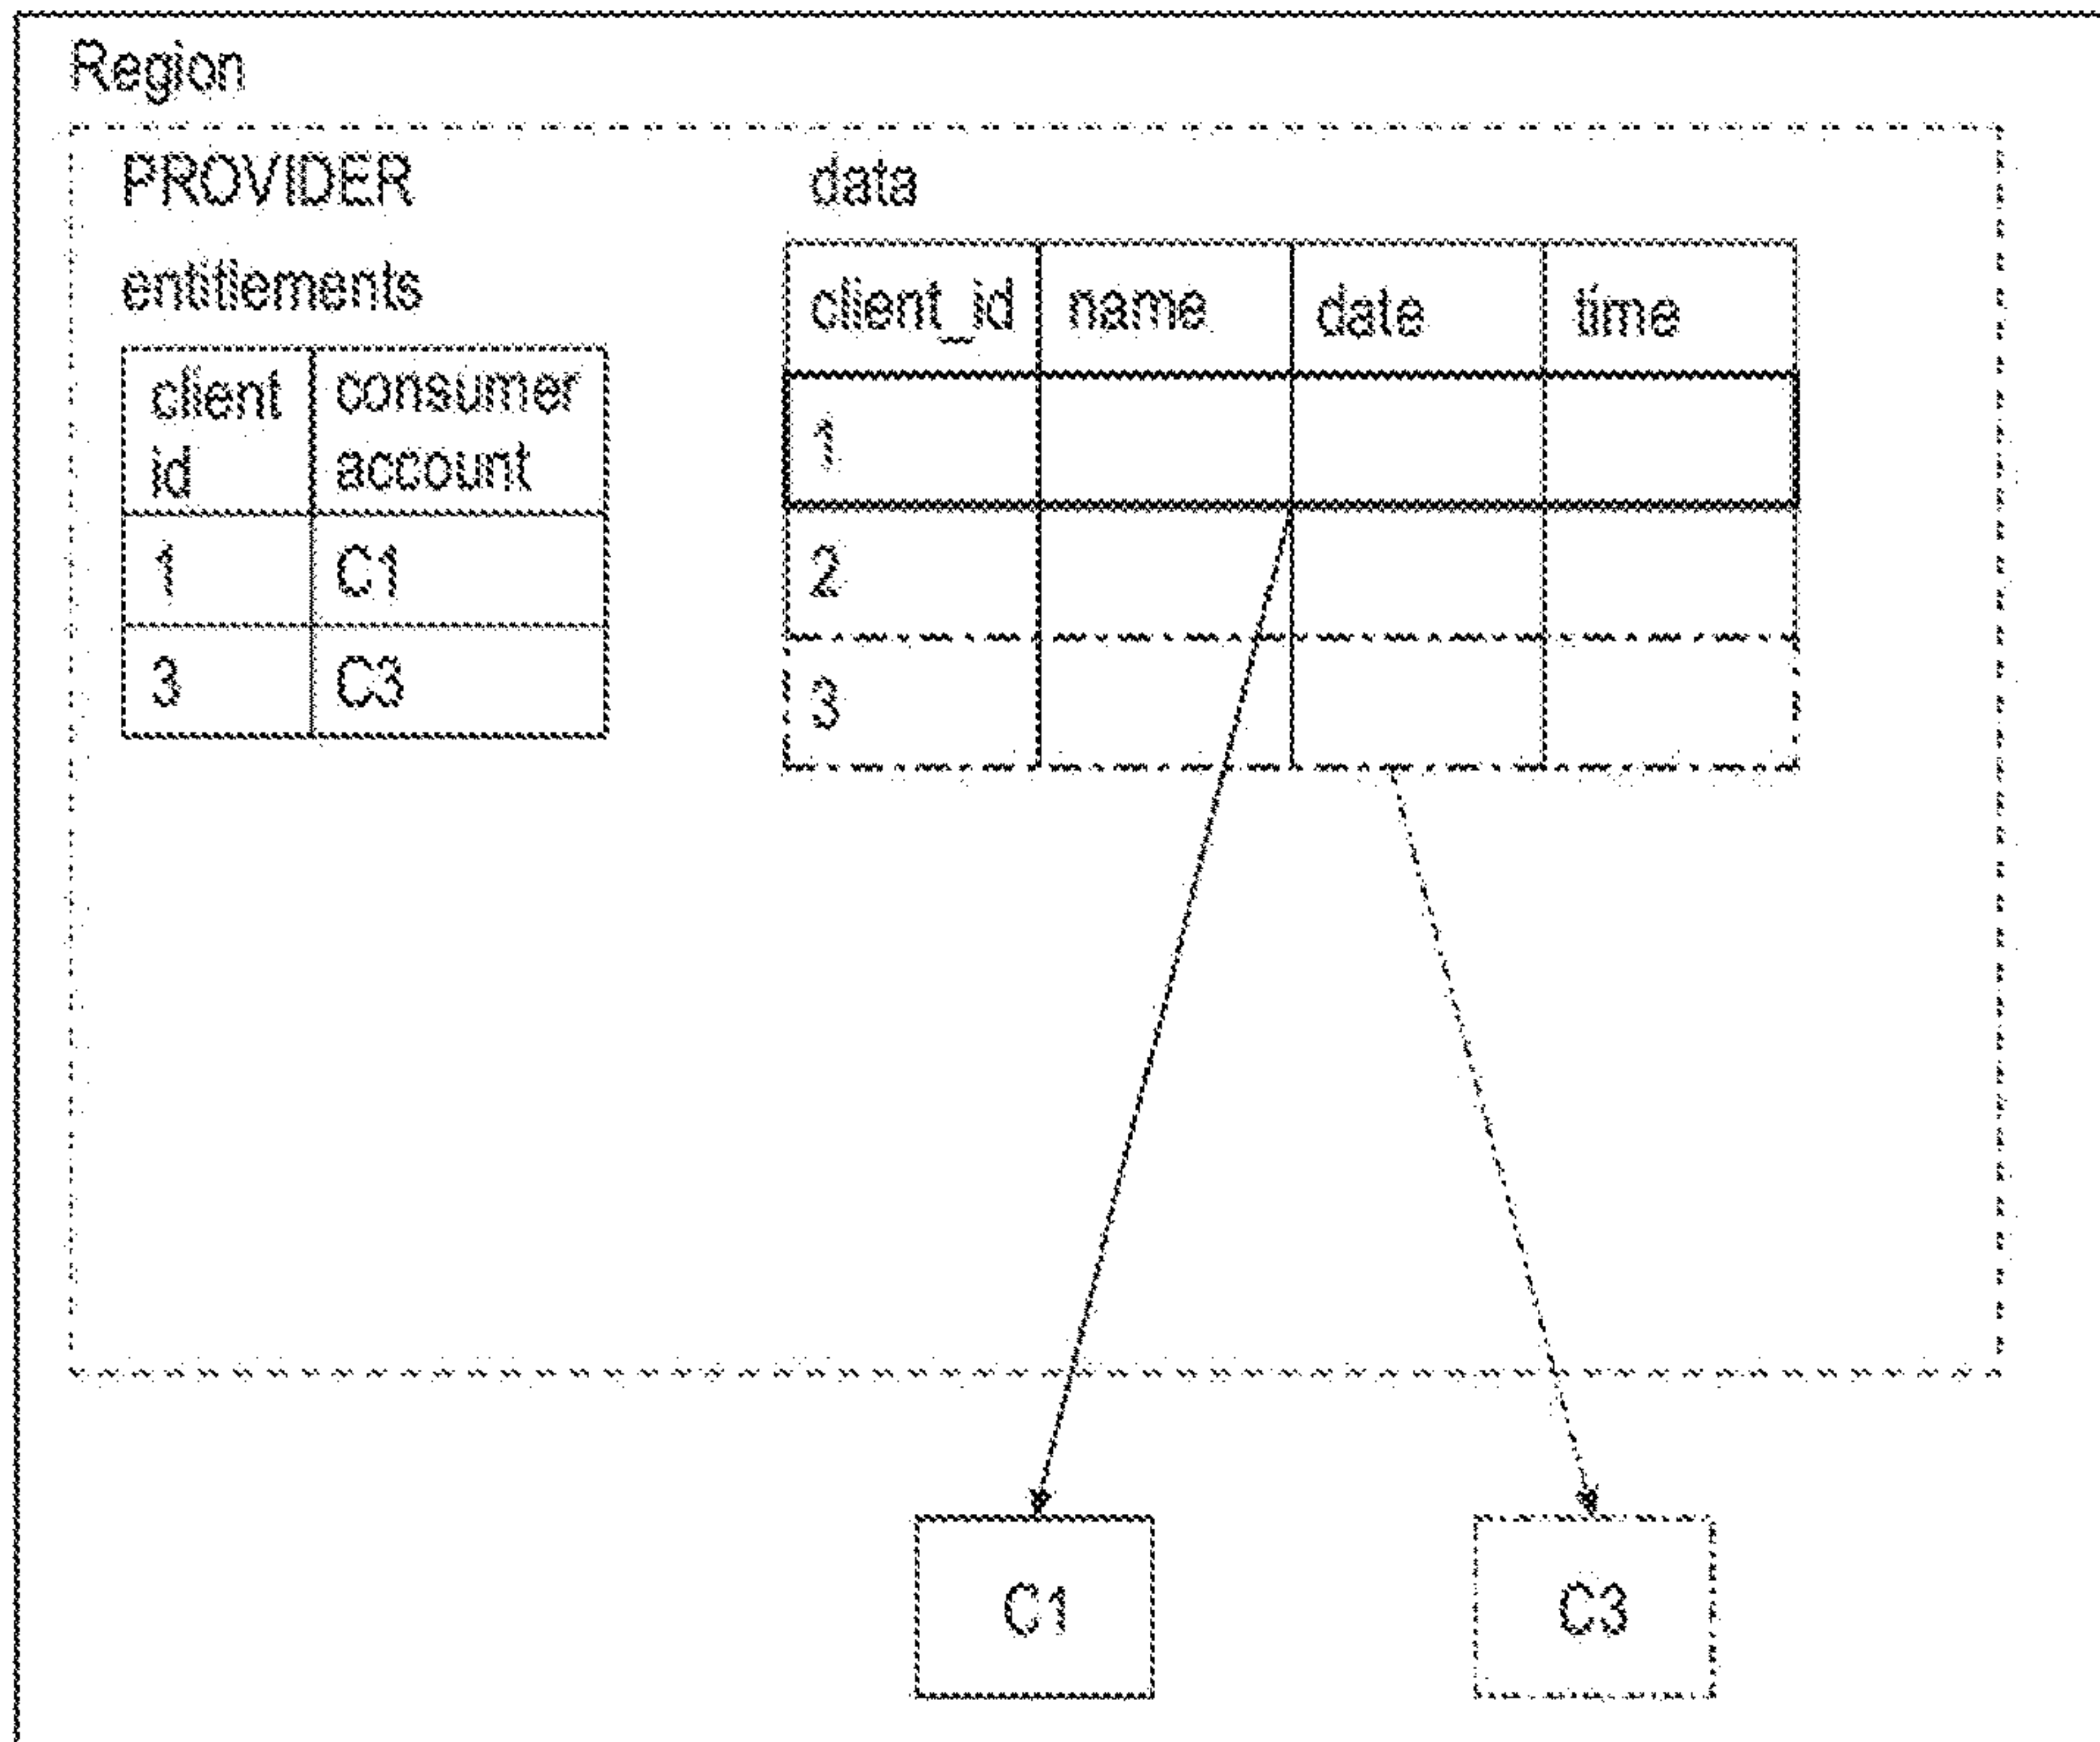 Region
PROVIDER
entitlements
client id consumer account
1 C1
3 C3
data
client_id name date time
1
2
3
C1 C3